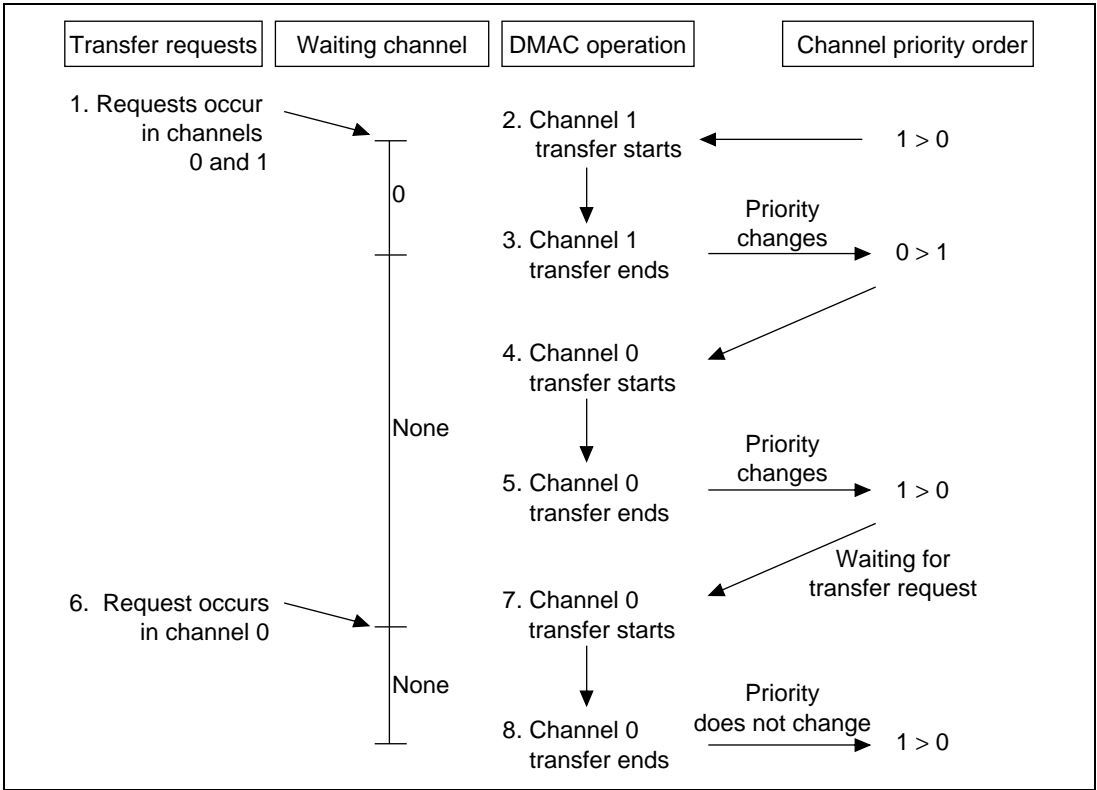 Transfer requests
Waiting channel
DMAC operation
Channel priority order
1. Requests occur
in channels
0 and 1
0
2. Channel 1
transfer starts
1 > 0
3. Channel 1
transfer ends
Priority
changes
0 > 1
4. Channel 0
transfer starts
None
5. Channel 0
transfer ends
Priority
changes
1 > 0
Waiting for
transfer request
6. Request occurs
in channel 0
7. Channel 0
transfer starts
None
8. Channel 0
transfer ends
Priority
does not change
1 > 0